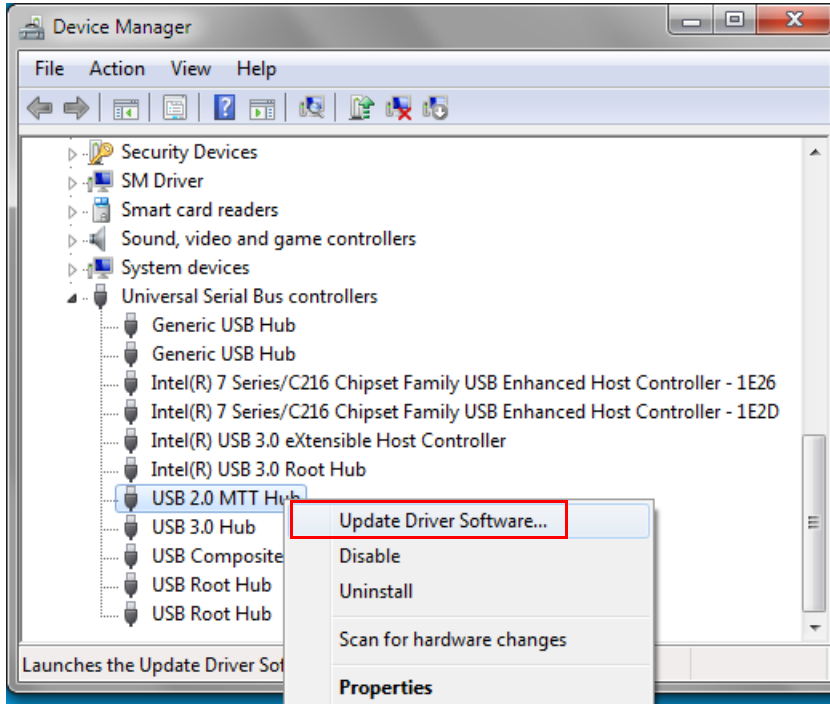 Device Manager
File Action View Help
Security Devices
SM Driver
Smart card readers
Sound, video and game controllers
System devices
Universal Serial Bus controllers
Generic USB Hub
Generic USB Hub
Intel(R) 7 Series/C216 Chipset Family USB Enhanced Host Controller - 1E26
Intel(R) 7 Series/C216 Chipset Family USB Enhanced Host Controller - 1E2D
Intel(R) USB 3.0 eXtensible Host Controller
Intel(R) USB 3.0 Root Hub
USB 2.0 MTT Hub
USB 3.0 Hub
USB Composite
USB Root Hub
USB Root Hub
Update Driver Software...
Disable
Uninstall
Scan for hardware changes
Properties
Launches the Update Driver Sof